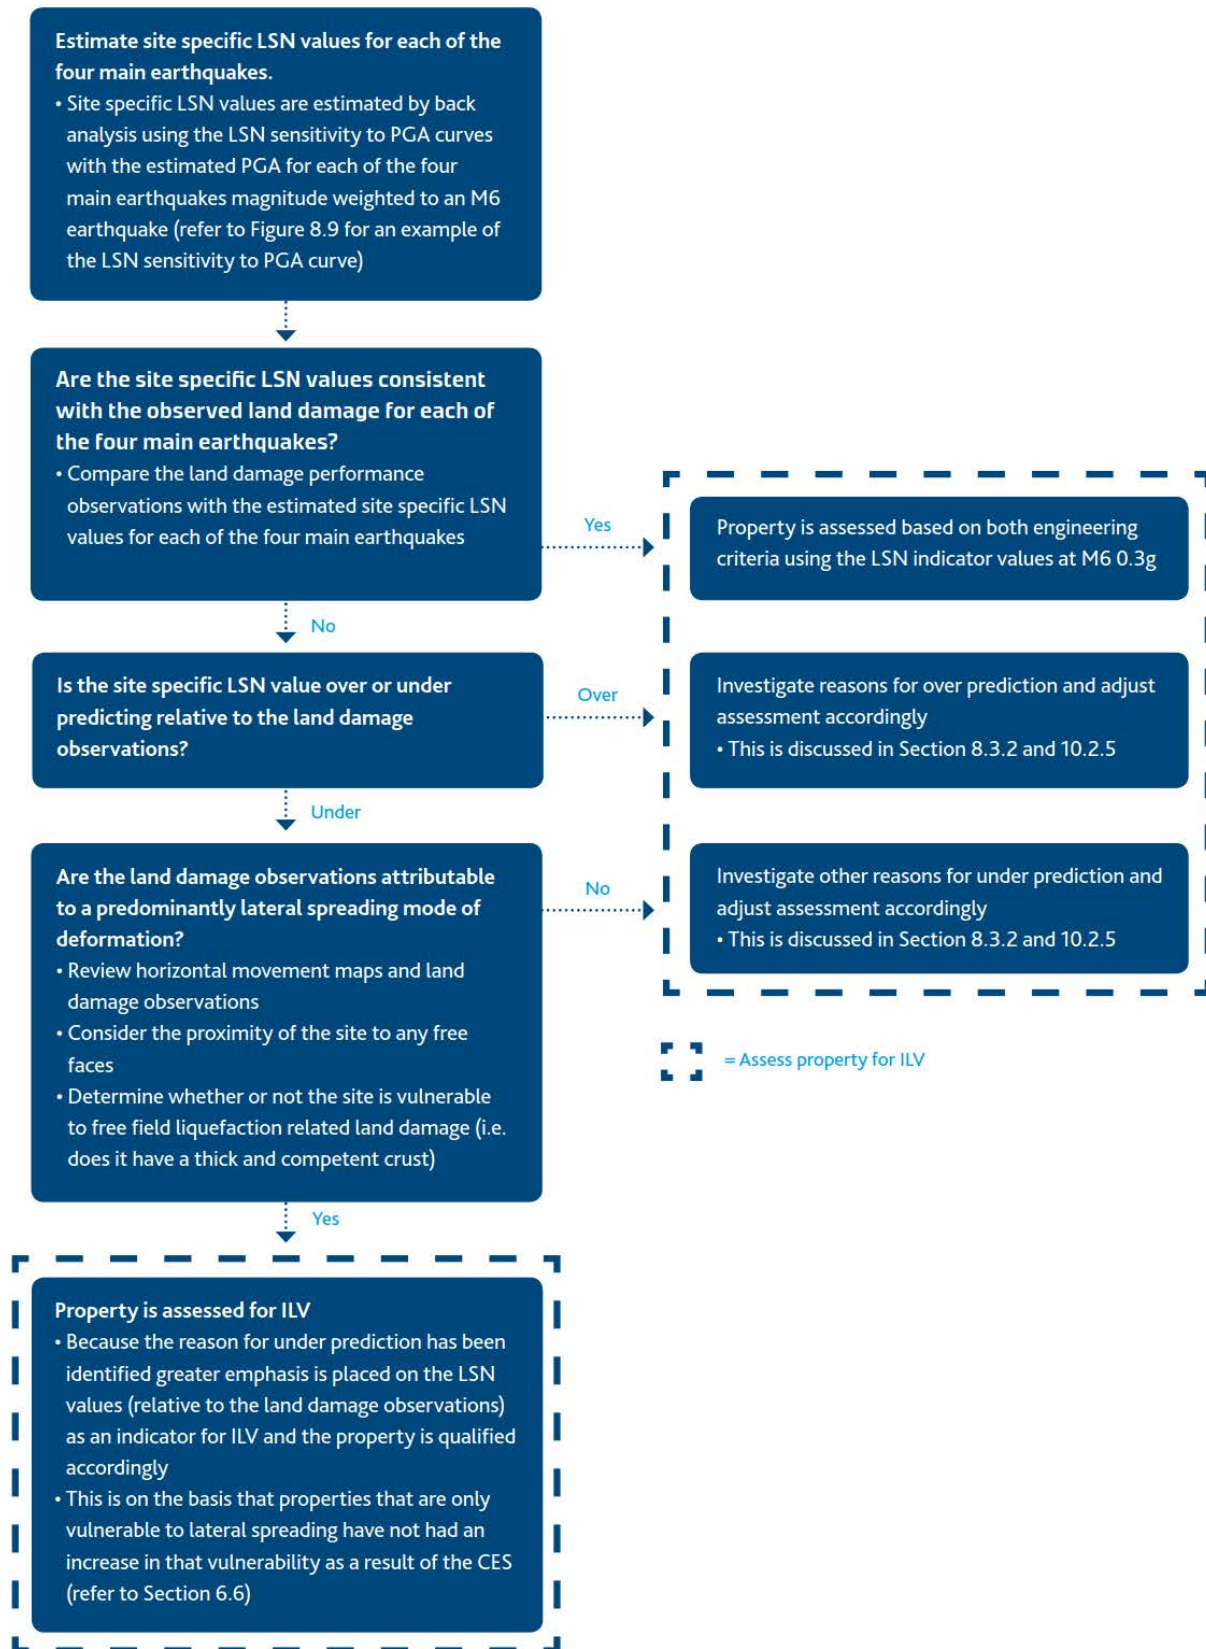 Estimate site specific LSN values for each of the
four main earthquakes.
• Site specific LSN values are estimated by back
analysis using the LSN sensitivity to PGA curves
with the estimated PGA for each of the four
main earthquakes magnitude weighted to an M6
earthquake (refer to Figure 8.9 for an example of
the LSN sensitivity to PGA curve)
Are the site specific LSN values consistent
with the observed land damage for each of
the four main earthquakes?
• Compare the land damage performance
observations with the estimated site specific LSN
values for each of the four main earthquakes
Yes
Property is assessed based on both engineering
criteria using the LSN indicator values at M6 0.3g
No
Is the site specific LSN value over or under
predicting relative to the land damage
observations?
Over
Investigate reasons for over prediction and adjust
assessment accordingly
• This is discussed in Section 8.3.2 and 10.2.5
Under
Are the land damage observations attributable
to a predominantly lateral spreading mode of
deformation?
• Review horizontal movement maps and land
damage observations
• Consider the proximity of the site to any free
faces
• Determine whether or not the site is vulnerable
to free field liquefaction related land damage (i.e.
does it have a thick and competent crust)
No
Investigate other reasons for under prediction and
adjust assessment accordingly
• This is discussed in Section 8.3.2 and 10.2.5
= Assess property for ILV
Yes
Property is assessed for ILV
• Because the reason for under prediction has been
identified greater emphasis is placed on the LSN
values (relative to the land damage observations)
as an indicator for ILV and the property is qualified
accordingly
• This is on the basis that properties that are only
vulnerable to lateral spreading have not had an
increase in that vulnerability as a result of the CES
(refer to Section 6.6)